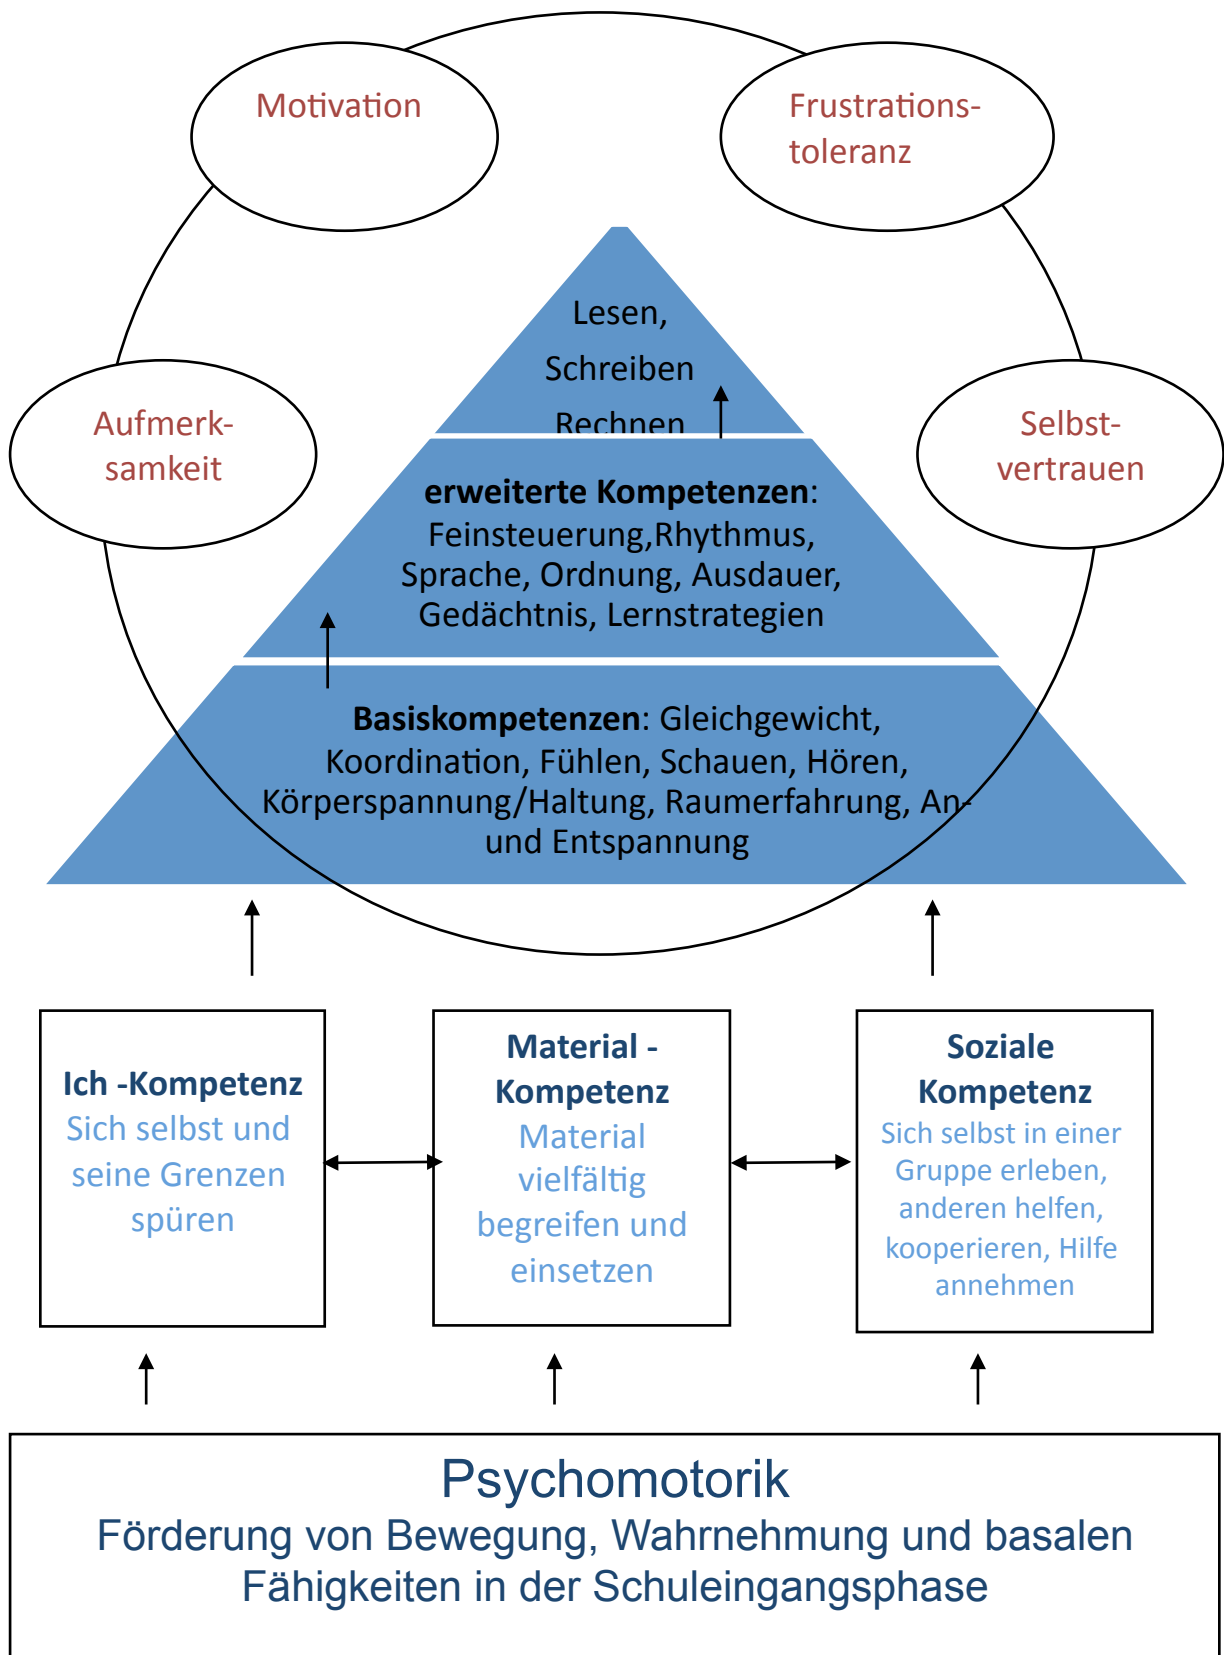 Motivation
Frustrations-
toleranz
Aufmerk-
samkeit
Selbst-
vertrauen
Lesen,
Schreiben
Rechnen
erweiterte Kompetenzen:
Feinsteuerung,Rhythmus,
Sprache, Ordnung, Ausdauer,
Gedächtnis, Lernstrategien
Basiskompetenzen: Gleichgewicht,
Koordination, Fühlen, Schauen, Hören,
Körperspannung/Haltung, Raumerfahrung, An-
und Entspannung
Ich -Kompetenz
Sich selbst und
seine Grenzen
spüren
Material -
Kompetenz
Material
vielfältig
begreifen und
einsetzen
Soziale
Kompetenz
Sich selbst in einer
Gruppe erleben,
anderen helfen,
kooperieren, Hilfe
annehmen
Psychomotorik
Förderung von Bewegung, Wahrnehmung und basalen
Fähigkeiten in der Schuleingangsphase